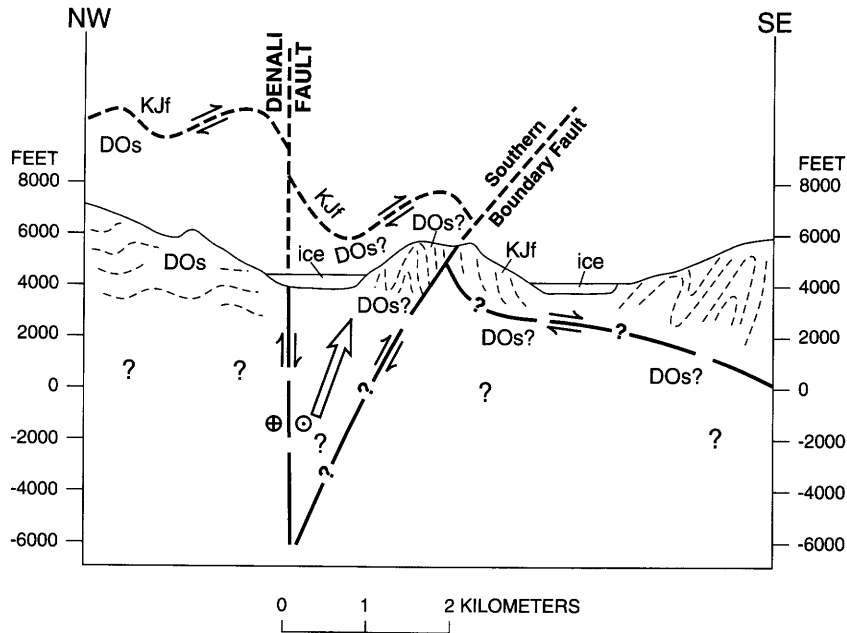 NW
SE
DENALI
FAULT
KJf
DOs
Southern
Boundary Fault
FEET
FEET
8000
8000
KJf
DOs?
6000
6000
DOs?
KJf
DOs
ice
ice
4000
4000
DOs?
?
2000
2000
DOs?
?
?
?
?
DOs?
0
0
?
?
-2000
-2000
?
?
?
-4000
-4000
-6000
-6000
0 1 2 KILOMETERS